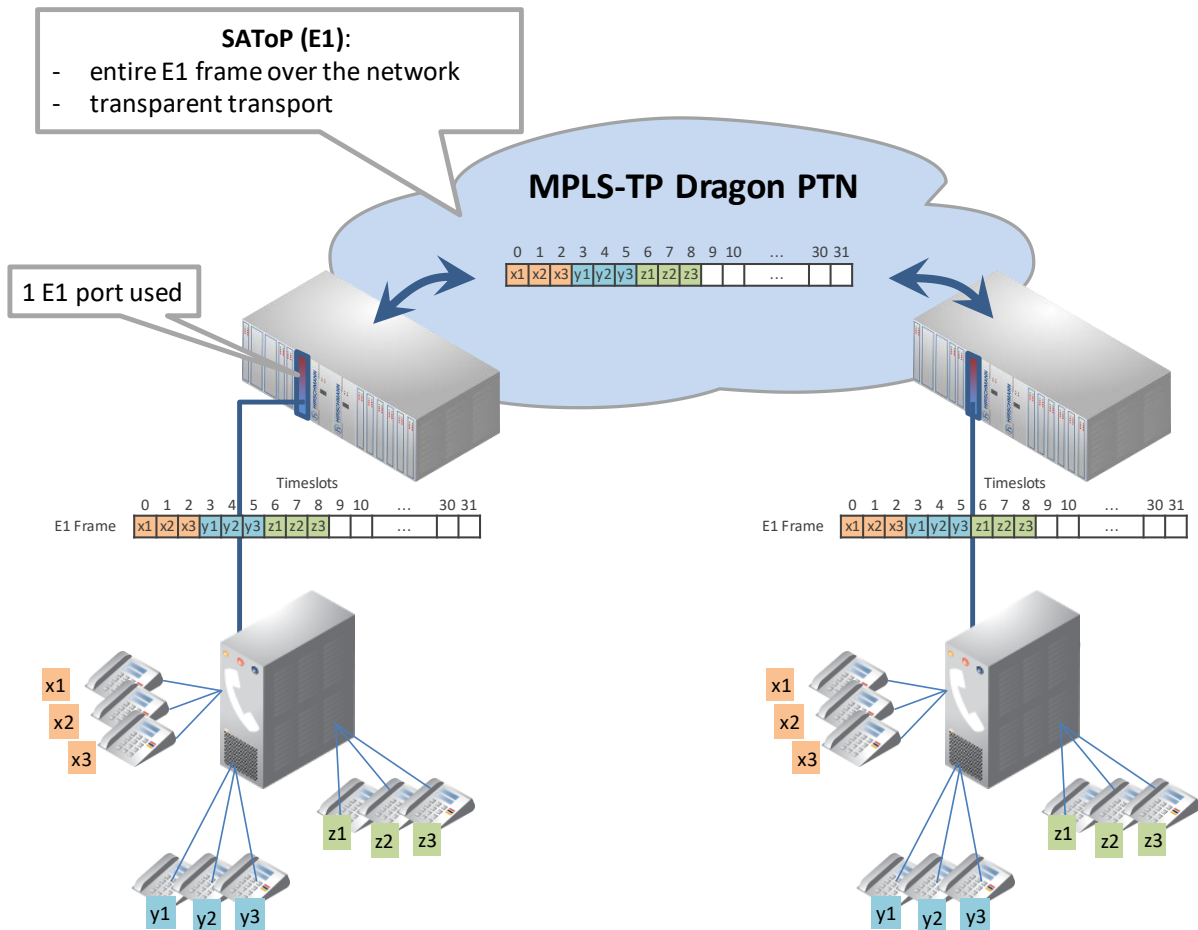 SAToP (E1):
- entire E1 frame over the network
- transparent transport
MPLS-TP Dragon PTN
0 1 2 3 4 5 6 7 8 9 10 ... 30 31
x1 x2 x3 y1 y2 y3 z1 z2 z3 ...
1 E1 port used
HIRSCHMANN
HIRSCHMANN
HIRSCHMANN
HIRSCHMANN
Timeslots
0 1 2 3 4 5 6 7 8 9 10 ... 30 31
E1 Frame x1 x2 x3 y1 y2 y3 z1 z2 z3 ...
Timeslots
0 1 2 3 4 5 6 7 8 9 10 ... 30 31
E1 Frame x1 x2 x3 y1 y2 y3 z1 z2 z3 ...
x1
x2
x3
z1
z2
z3
y1
y2
y3
x1
x2
x3
z1
z2
z3
y1
y2
y3